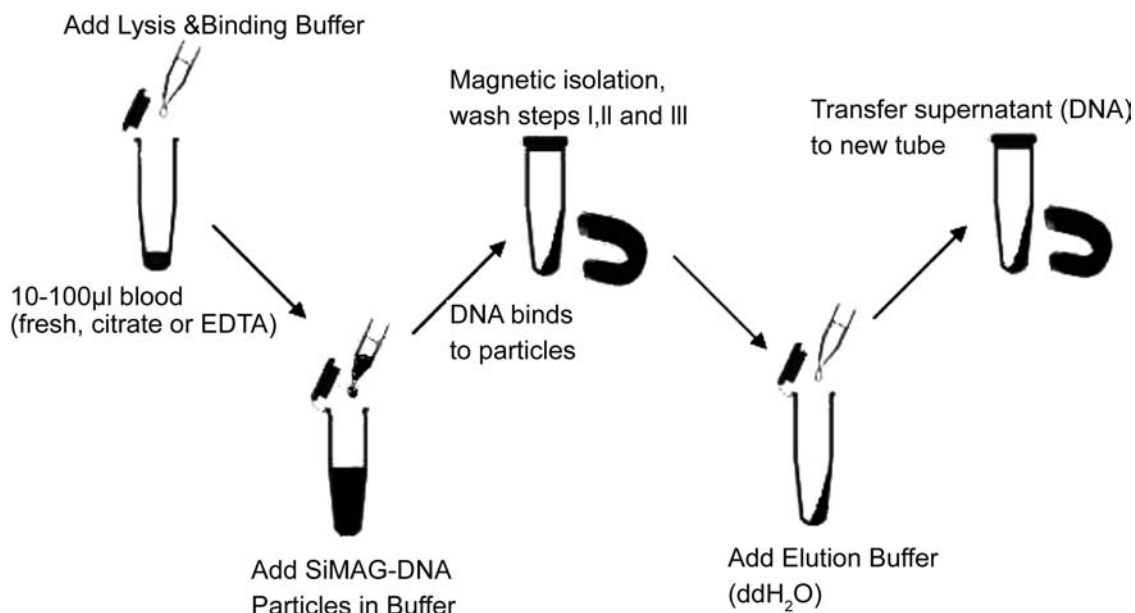 Add Lysis &Binding Buffer
10-100µl blood
(fresh, citrate or EDTA)
Add SiMAG-DNA
Particles in Buffer
DNA binds
to particles
Magnetic isolation,
wash steps I,II and III
Add Elution Buffer
(ddH₂O)
Transfer supernatant (DNA)
to new tube